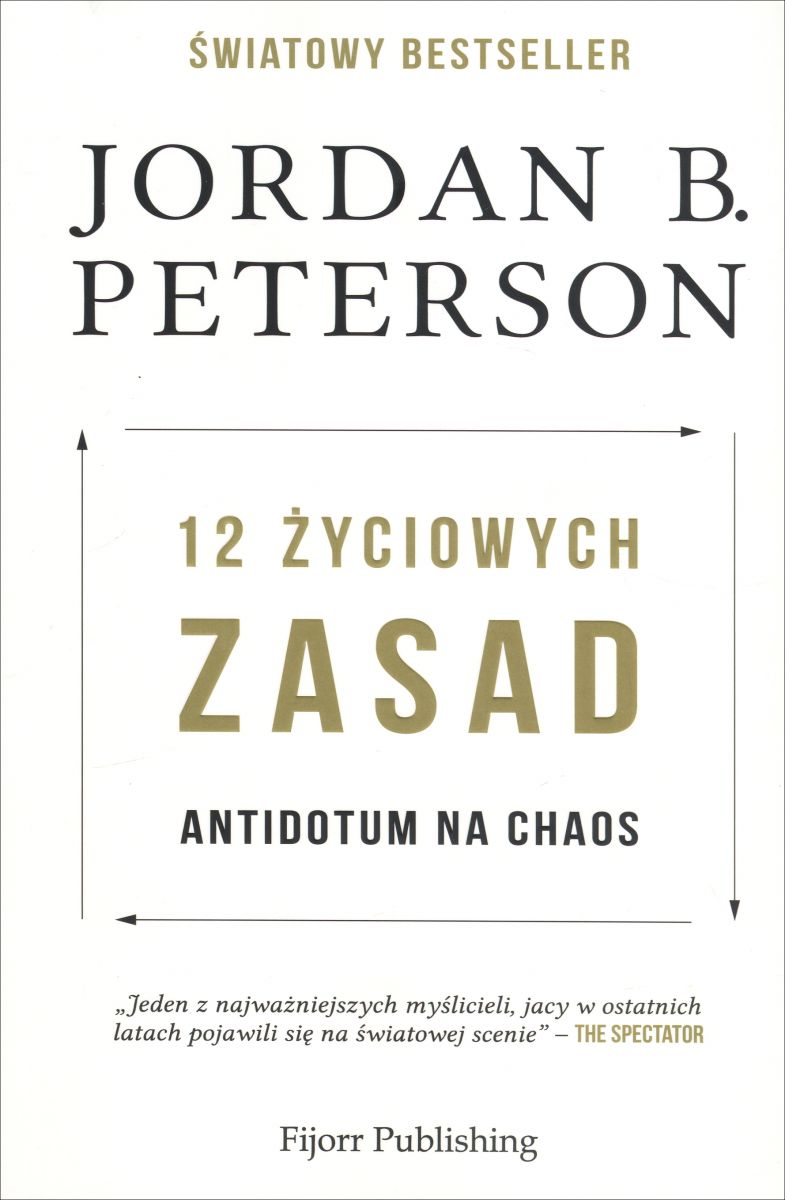 ŚWIATOWY BESTSELLER
JORDAN B.
PETERSON
12 ŻYCIOWYCH
ZASAD
ANTIDOTUM NA CHAOS
„Jeden z najważniejszych myślicieli, jacy w ostatnich
latach pojawili się na światowej scenie” – THE SPECTATOR
Fijorr Publishing